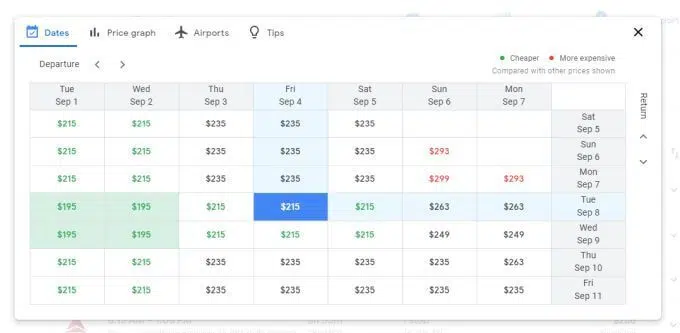 Dates Price graph Airports Tips
Departure
Cheaper More expensive
Compared with other prices shown
Tue Wed Thu Fri Sat Sun Mon
Sep 1 Sep 2 Sep 3 Sep 4 Sep 5 Sep 6 Sep 7
Return
$215 $215 $235 $235 $235 Sat Sep 5
$215 $215 $235 $235 $235 $293 Sun Sep 6
$215 $215 $235 $235 $235 $299 $293 Mon Sep 7
$195 $195 $215 $215 $215 $263 $263 Tue Sep 8
$195 $195 $215 $215 $215 $249 $249 Wed Sep 9
$215 $215 $235 $235 $235 $235 $263 Thu Sep 10
$215 $215 $235 $235 $235 $235 $235 Fri Sep 11